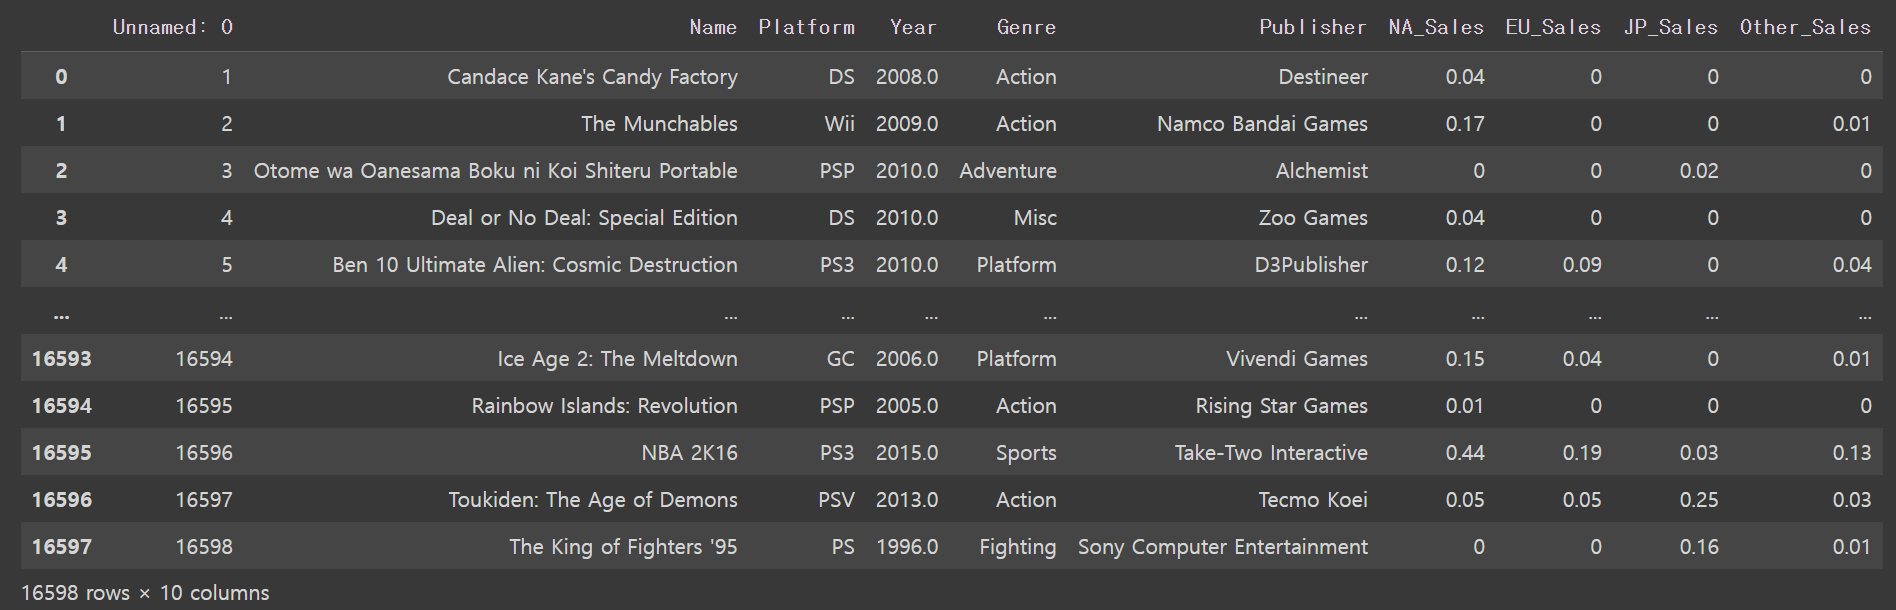 Unnamed: 0 Name Platform Year Genre Publisher NA_Sales EU_Sales JP_Sales Other_Sales
0 1 Candace Kane's Candy Factory DS 2008.0 Action Destineer 0.04 0 0 0
1 2 The Munchables Wii 2009.0 Action Namco Bandai Games 0.17 0 0 0.01
2 3 Otome wa Oanesama Boku ni Koi Shiteru Portable PSP 2010.0 Adventure Alchemist 0 0 0.02 0
3 4 Deal or No Deal: Special Edition DS 2010.0 Misc Zoo Games 0.04 0 0 0
4 5 Ben 10 Ultimate Alien: Cosmic Destruction PS3 2010.0 Platform D3Publisher 0.12 0.09 0 0.04
... ... ... ... ... ... ... ... ... ... ...
16593 16594 Ice Age 2: The Meltdown GC 2006.0 Platform Vivendi Games 0.15 0.04 0 0.01
16594 16595 Rainbow Islands: Revolution PSP 2005.0 Action Rising Star Games 0.01 0 0 0
16595 16596 NBA 2K16 PS3 2015.0 Sports Take-Two Interactive 0.44 0.19 0.03 0.13
16596 16597 Toukiden: The Age of Demons PSV 2013.0 Action Tecmo Koei 0.05 0.05 0.25 0.03
16597 16598 The King of Fighters '95 PS 1996.0 Fighting Sony Computer Entertainment 0 0 0.16 0.01
16598 rows × 10 columns